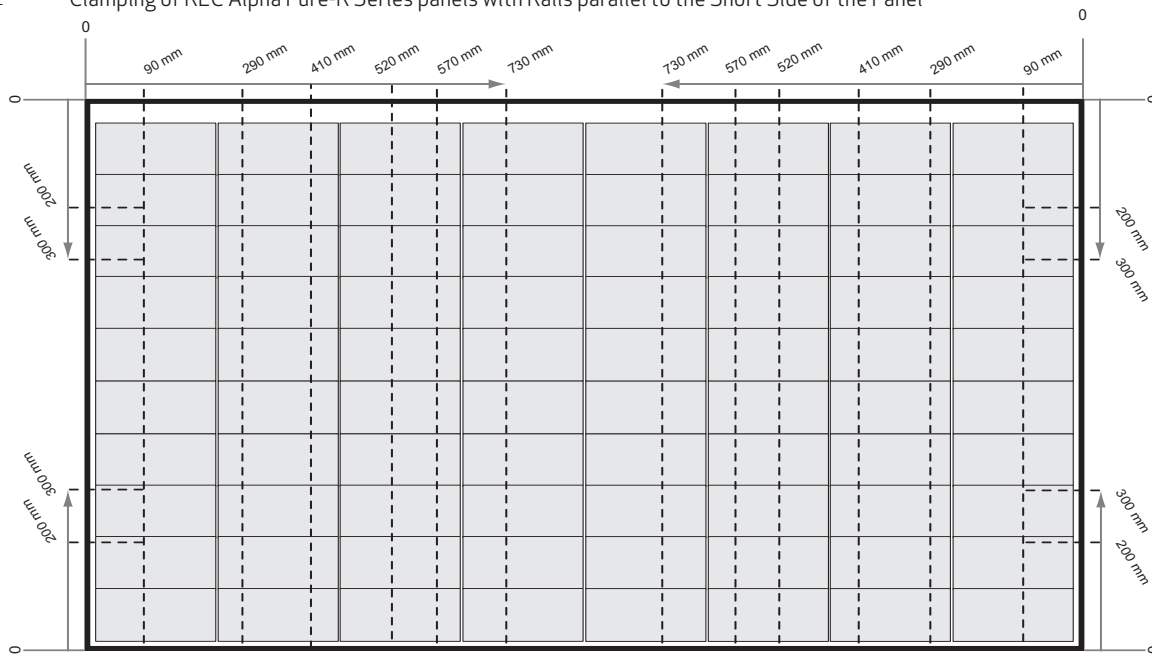 Clamping of REC Alpha Pure-R Series panels with Rails parallel to the Short Side of the Panel
0
0
90 mm
290 mm
410 mm
520 mm
570 mm
730 mm
730 mm
570 mm
520 mm
410 mm
290 mm
90 mm
0
0
200 mm
300 mm
200 mm
300 mm
300 mm
200 mm
300 mm
200 mm
0
0